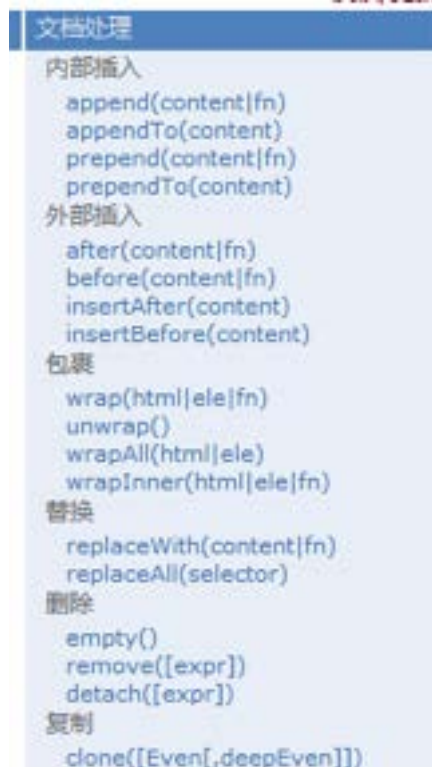 文档处理
内部插入
append(content|fn)
appendTo(content)
prepend(content|fn)
prependTo(content)
外部插入
after(content|fn)
before(content|fn)
insertAfter(content)
insertBefore(content)
包裹
wrap(html|ele|fn)
unwrap()
wrapAll(html|ele)
wrapInner(html|ele|fn)
替换
replaceWith(content|fn)
replaceAll(selector)
删除
empty()
remove([expr])
detach([expr])
复制
clone([Even[,deepEven]])